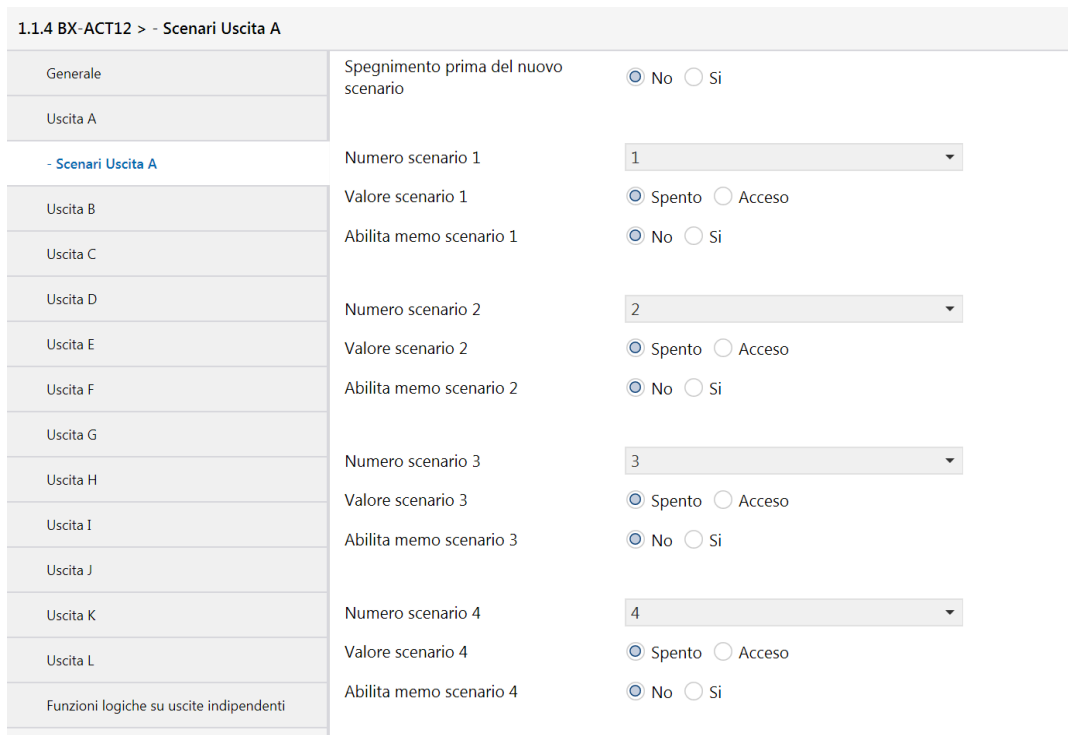 1.1.4 BX-ACT12 > - Scenari Uscita A
Generale
Uscita A
- Scenari Uscita A
Uscita B
Uscita C
Uscita D
Uscita E
Uscita F
Uscita G
Uscita H
Uscita I
Uscita J
Uscita K
Uscita L
Funzioni logiche su uscite indipendenti
Spegnimento prima del nuovo
scenario
No Si
Numero scenario 1
1
Valore scenario 1
Spento Acceso
Abilita memo scenario 1
No Si
Numero scenario 2
2
Valore scenario 2
Spento Acceso
Abilita memo scenario 2
No Si
Numero scenario 3
3
Valore scenario 3
Spento Acceso
Abilita memo scenario 3
No Si
Numero scenario 4
4
Valore scenario 4
Spento Acceso
Abilita memo scenario 4
No Si